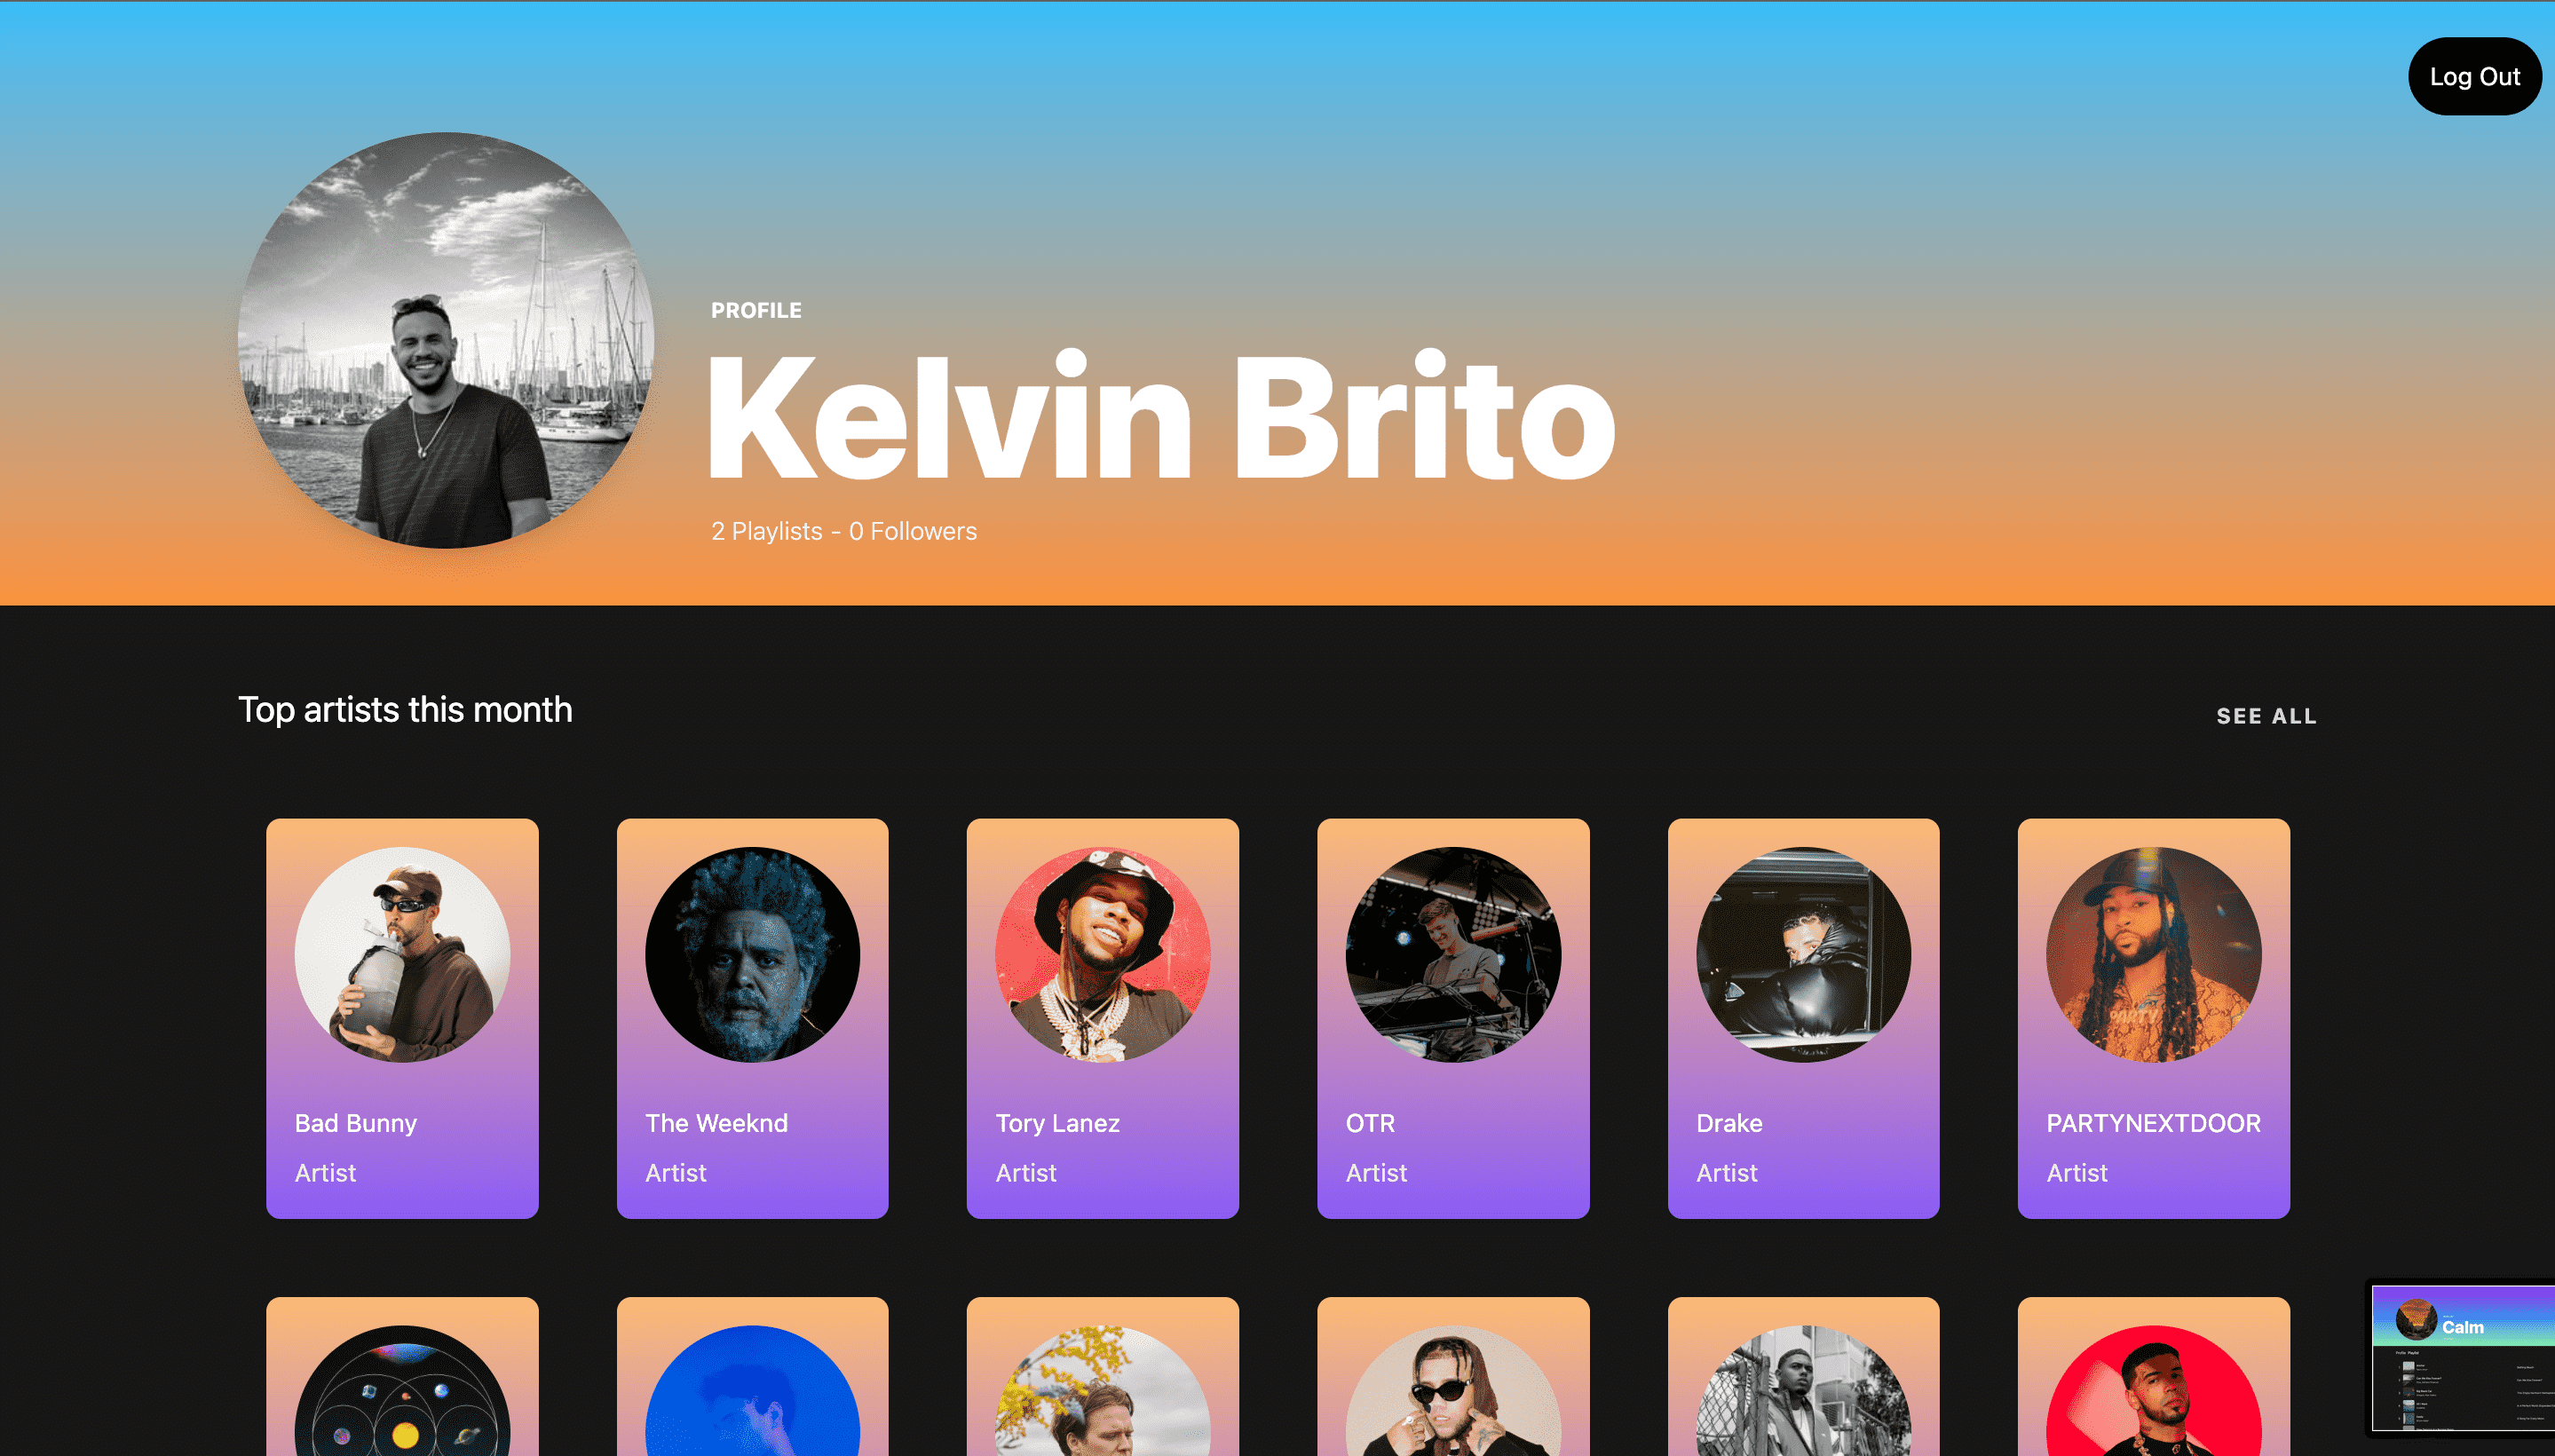 Log Out
PROFILE
Kelvin Brito
2 Playlists - 0 Followers
Top artists this month
SEE ALL
Bad Bunny
Artist
The Weeknd
Artist
Tory Lanez
Artist
OTR
Artist
Drake
Artist
PARTYNEXTDOOR
Artist
PARTY
Calm